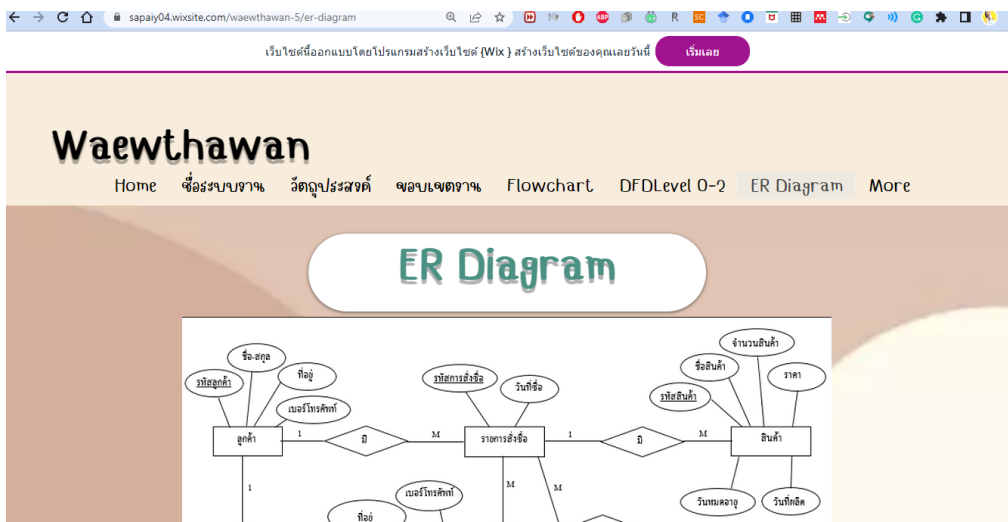 sapaiy04.wixsite.com/waewthawan-5/er-diagram
เว็บไซต์นี้ออกแบบโดยโปรแกรมสร้างเว็บไซต์ {Wix } สร้างเว็บไซต์ของคุณเลยวันนี้ เริ่มเลย
Waewthawan
Home ชื่อระบบงาน วัตถุประสงค์ ขอบเขตงาน Flowchart DFDLevel 0-2 ER Diagram More
ER Diagram
จำนวนสินค้า
ชื่อ-สกุล
ชื่อสินค้า
ที่อยู่
รหัสการสั่งซื้อ
ราคา
รหัสลูกค้า
วันที่ซื้อ
รหัสสินค้า
เบอร์โทรศัพท์
ลูกค้า 1 มี M รายการสั่งซื้อ 1 มี M สินค้า
1
M
M
เบอร์โทรศัพท์
วันหมดอายุ
วันที่ผลิต
ที่อยู่